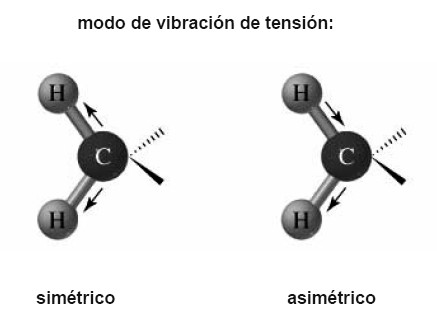 modo de vibración de tensión:
H H
C C
H H
simétrico asimétrico